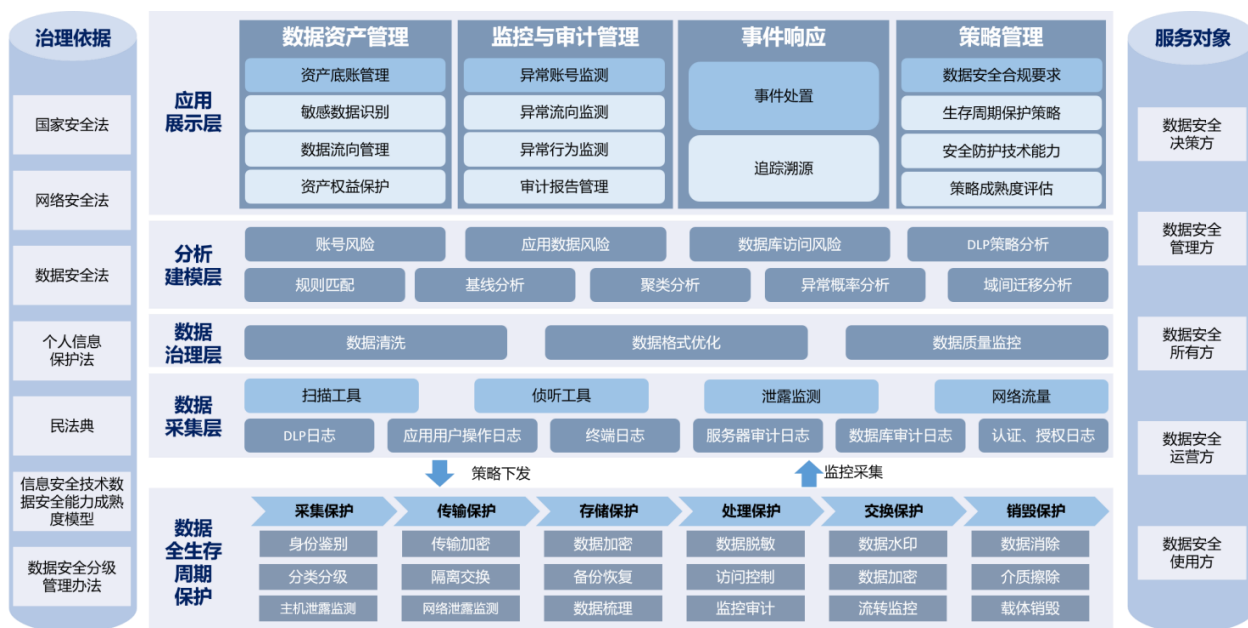 治理依据
国家安全法
网络安全法
数据安全法
个人信息
保护法
民法典
信息安全技术数
据安全能力成熟
度模型
数据安全分级
管理办法
应用
展示层
数据资产管理
资产底账管理
敏感数据识别
数据流向管理
资产权益保护
监控与审计管理
异常账号监测
异常流向监测
异常行为监测
审计报告管理
事件响应
事件处置
追踪溯源
策略管理
数据安全合规要求
生存周期保护策略
安全防护技术能力
策略成熟度评估
分析
建模层
账号风险
应用数据风险
数据库访问风险
DLP策略分析
规则匹配
基线分析
聚类分析
异常概率分析
域间迁移分析
数据
治理层
数据清洗
数据格式优化
数据质量监控
数据
采集层
扫描工具
侦听工具
泄露监测
网络流量
DLP日志
应用用户操作日志
终端日志
服务器审计日志
数据库审计日志
认证、授权日志
策略下发
监控采集
数据
全生存
周期
保护
采集保护
身份鉴别
分类分级
主机泄露监测
传输保护
传输加密
隔离交换
网络泄露监测
存储保护
数据加密
备份恢复
数据梳理
处理保护
数据脱敏
访问控制
监控审计
交换保护
数据水印
数据加密
流转监控
销毁保护
数据消除
介质擦除
载体销毁
服务对象
数据安全
决策方
数据安全
管理方
数据安全
所有方
数据安全
运营方
数据安全
使用方